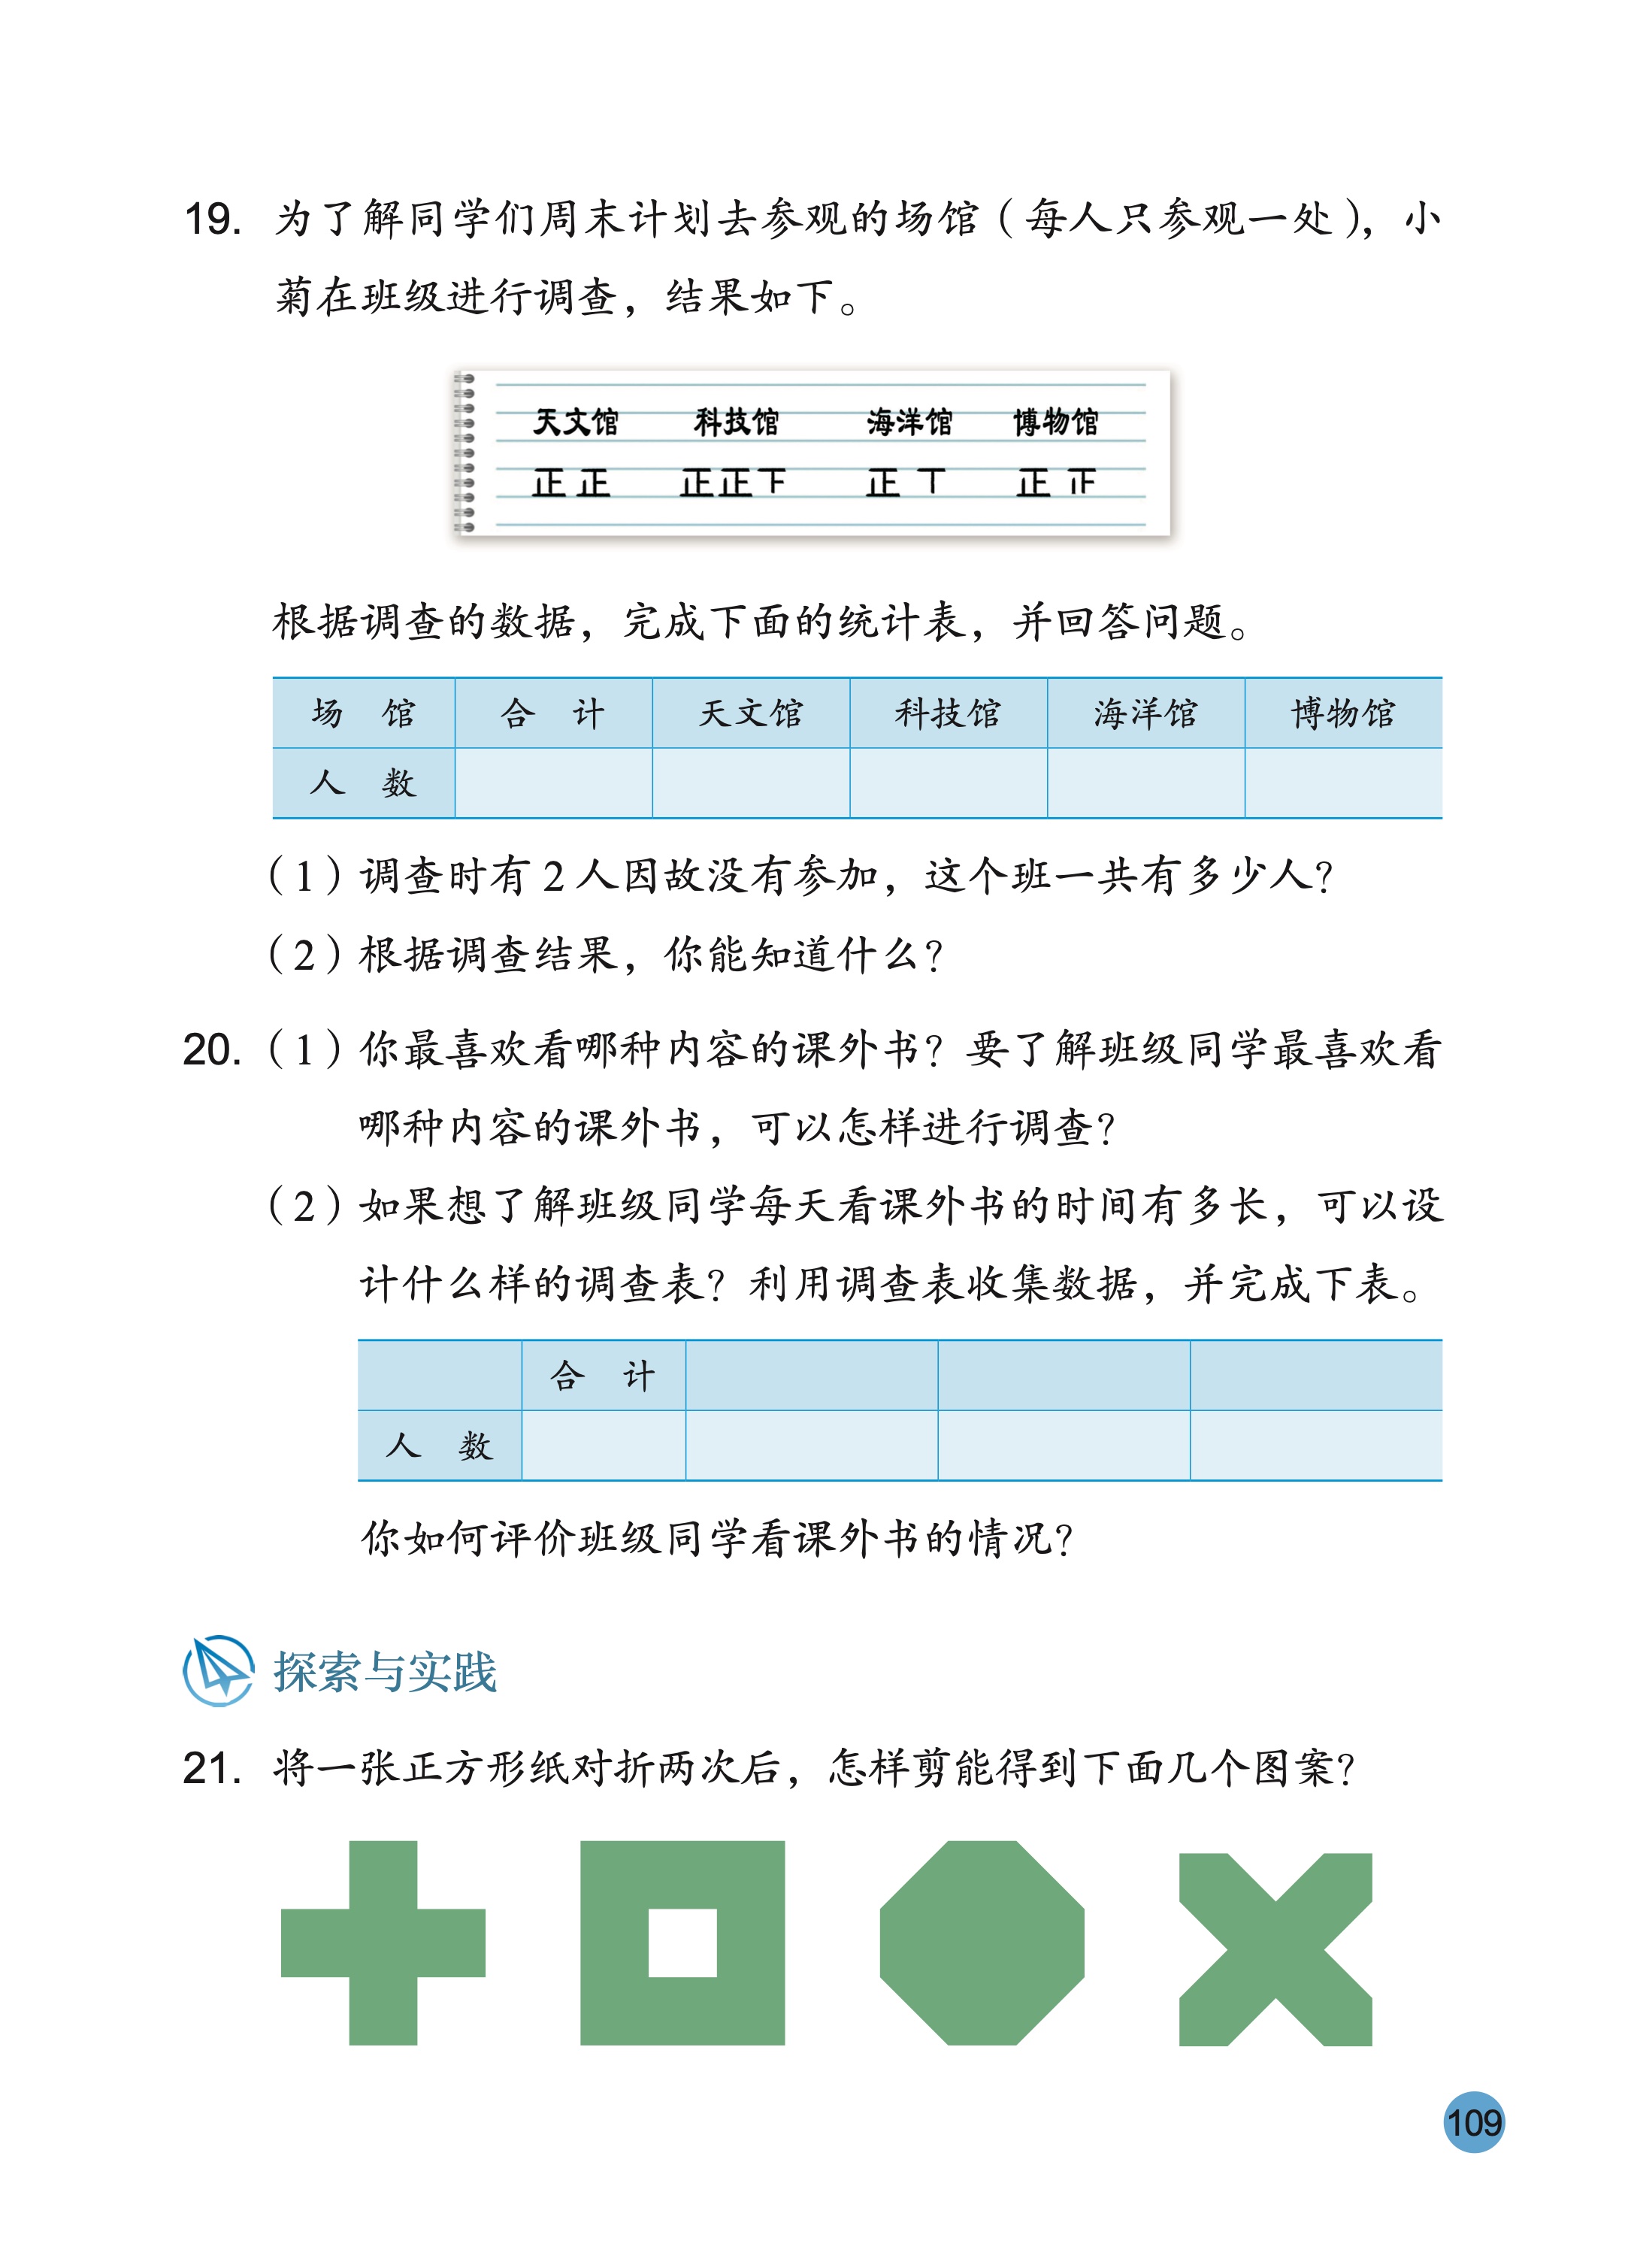 19. 为了解同学们周末计划去参观的场馆（每人只参观一处），小
菊在班级进行调查，结果如下。
天文馆 科技馆 海洋馆 博物馆
正 正 正正下 正 丅 正 𤴓
根据调查的数据，完成下面的统计表，并回答问题。
场 馆 合 计 天文馆 科技馆 海洋馆 博物馆
人 数
（1）调查时有 2 人因故没有参加，这个班一共有多少人？
（2）根据调查结果，你能知道什么？
20.（1）你最喜欢看哪种内容的课外书？要了解班级同学最喜欢看
哪种内容的课外书，可以怎样进行调查？
（2）如果想了解班级同学每天看课外书的时间有多长，可以设
计什么样的调查表？利用调查表收集数据，并完成下表。
合 计
人 数
你如何评价班级同学看课外书的情况？
探索与实践
21. 将一张正方形纸对折两次后，怎样剪能得到下面几个图案？
109